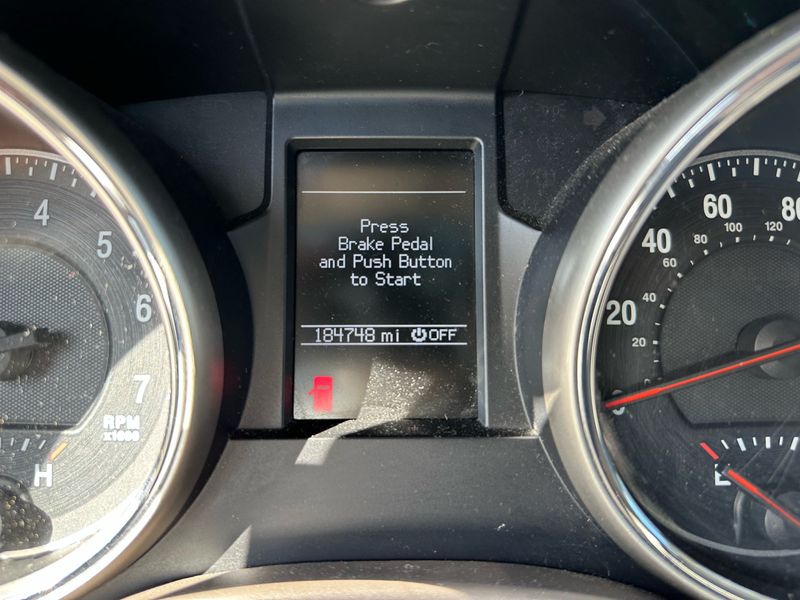 Press
Brake Pedal
and Push Button
to Start
184748 mi OFF
4
5
6
7
RPM
x1000
H
0
20
40
60
80
20
40
60
80
100
120
E